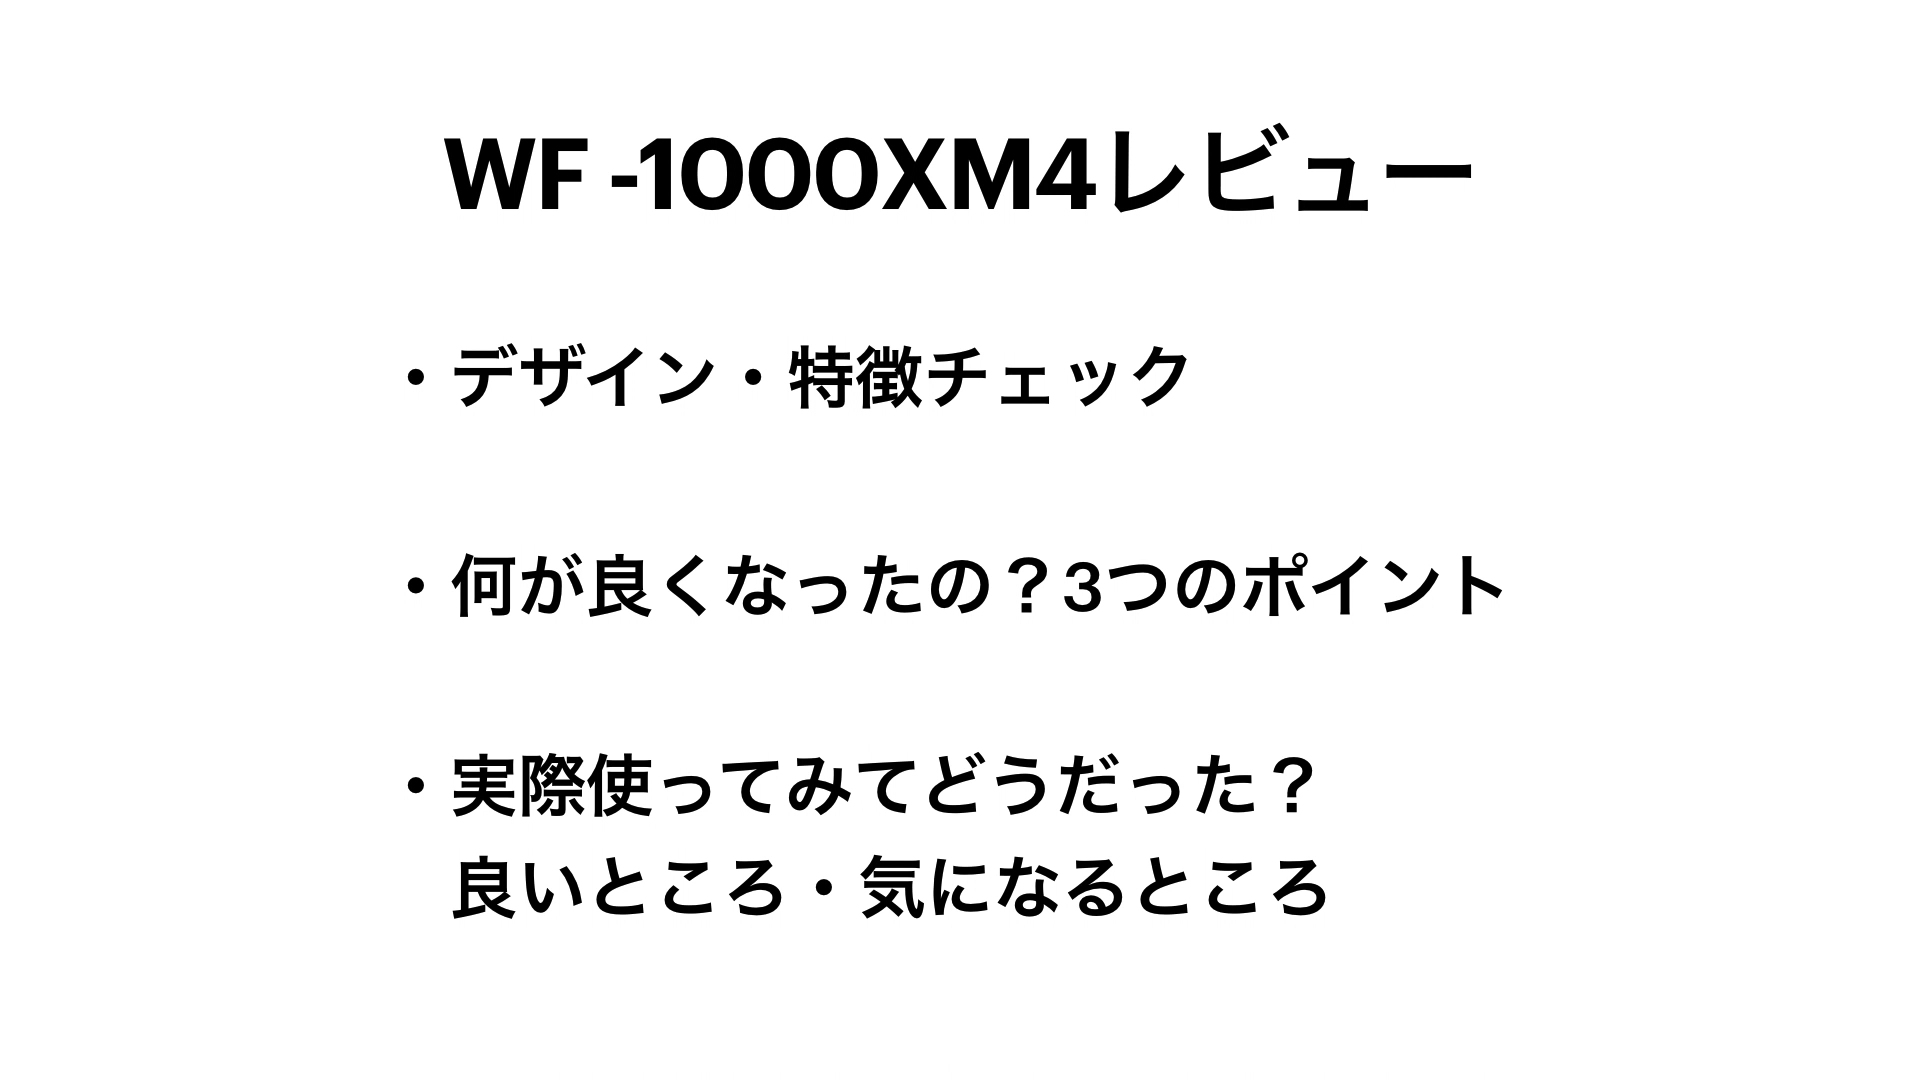 WF -1000XM4レビュー
・デザイン・特徴チェック
・何が良くなったの？3つのポイント
・実際使ってみてどうだった？
良いところ・気になるところ